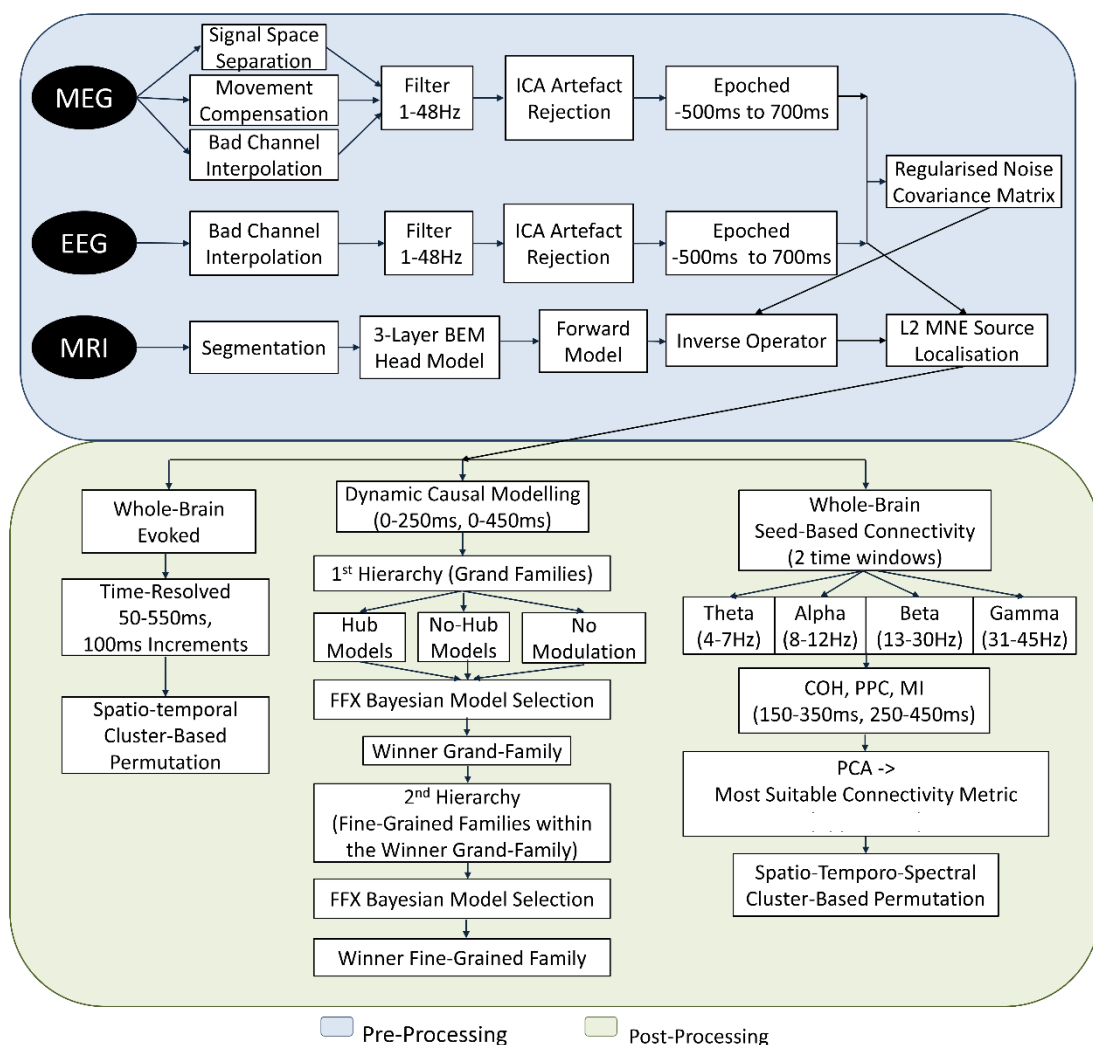 Signal Space
Separation
MEG
Movement
Compensation
Bad Channel
Interpolation
Filter
1-48Hz
ICA Artefact
Rejection
Epoched
-500ms to 700ms
Regularised Noise
Covariance Matrix
EEG
Bad Channel
Interpolation
Filter
1-48Hz
ICA Artefact
Rejection
Epoched
-500ms to 700ms
MRI
Segmentation
3-Layer BEM
Head Model
Forward
Model
Inverse Operator
L2 MNE Source
Localisation
Whole-Brain
Evoked
Time-Resolved
50-550ms,
100ms Increments
Spatio-temporal
Cluster-Based
Permutation
Dynamic Causal Modelling
(0-250ms, 0-450ms)
1st Hierarchy (Grand Families)
Hub
Models
No-Hub
Models
No
Modulation
FFX Bayesian Model Selection
Winner Grand-Family
2nd Hierarchy
(Fine-Grained Families within
the Winner Grand-Family)
FFX Bayesian Model Selection
Winner Fine-Grained Family
Whole-Brain
Seed-Based Connectivity
(2 time windows)
Theta
(4-7Hz)
Alpha
(8-12Hz)
Beta
(13-30Hz)
Gamma
(31-45Hz)
COH, PPC, MI
(150-350ms, 250-450ms)
PCA ->
Most Suitable Connectivity Metric
Spatio-Temporo-Spectral
Cluster-Based Permutation
Pre-Processing
Post-Processing